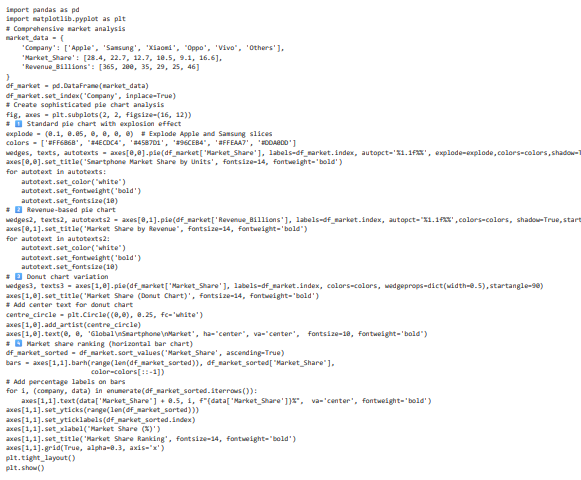 import pandas as pd
import matplotlib.pyplot as plt
# Comprehensive market analysis
market_data = {
    'Company': ['Apple', 'Samsung', 'Xiaomi', 'Oppo', 'Vivo', 'Others'],
    'Market_Share': [28.4, 22.7, 12.7, 10.5, 9.1, 16.6],
    'Revenue_Billions': [365, 200, 35, 29, 25, 46]
}
df_market = pd.DataFrame(market_data)
df_market.set_index('Company', inplace=True)
# Create sophisticated pie chart analysis
fig, axes = plt.subplots(2, 2, figsize=(16, 12))
# 1️⃣ Standard pie chart with explosion effect
explode = (0.1, 0.05, 0, 0, 0, 0)  # Explode Apple and Samsung slices
colors = ['#FF6B6B', '#4ECDC4', '#45B7D1', '#96CEB4', '#FFEAA7', '#DDA0DD']
wedges, texts, autotexts = axes[0,0].pie(df_market['Market_Share'], labels=df_market.index, autopct='%1.1f%%', explode=explode,colors=colors,shadow=
axes[0,0].set_title('Smartphone Market Share by Units', fontsize=14, fontweight='bold')
for autotext in autotexts:
    autotext.set_color('white')
    autotext.set_fontweight('bold')
    autotext.set_fontsize(10)
# 2️⃣ Revenue-based pie chart
wedges2, texts2, autotexts2 = axes[0,1].pie(df_market['Revenue_Billions'], labels=df_market.index, autopct='%1.1f%%',colors=colors, shadow=True,start
axes[0,1].set_title('Market Share by Revenue', fontsize=14, fontweight='bold')
for autotext in autotexts2:
    autotext.set_color('white')
    autotext.set_fontweight('bold')
    autotext.set_fontsize(10)
# 3️⃣ Donut chart variation
wedges3, texts3 = axes[1,0].pie(df_market['Market_Share'], labels=df_market.index, colors=colors, wedgeprops=dict(width=0.5),startangle=90)
axes[1,0].set_title('Market Share (Donut Chart)', fontsize=14, fontweight='bold')
# Add center text for donut chart
centre_circle = plt.Circle((0,0), 0.25, fc='white')
axes[1,0].add_artist(centre_circle)
axes[1,0].text(0, 0, 'Global\nSmartphone\nMarket', ha='center', va='center',  fontsize=10, fontweight='bold')
# 4️⃣ Market share ranking (horizontal bar chart)
df_market_sorted = df_market.sort_values('Market_Share', ascending=True)
bars = axes[1,1].barh(range(len(df_market_sorted)), df_market_sorted['Market_Share'],
                      color=colors[::-1])
# Add percentage labels on bars
for i, (company, data) in enumerate(df_market_sorted.iterrows()):
    axes[1,1].text(data['Market_Share'] + 0.5, i, f"{data['Market_Share']}%",  va='center', fontweight='bold')
axes[1,1].set_yticks(range(len(df_market_sorted)))
axes[1,1].set_yticklabels(df_market_sorted.index)
axes[1,1].set_xlabel('Market Share (%)')
axes[1,1].set_title('Market Share Ranking', fontsize=14, fontweight='bold')
axes[1,1].grid(True, alpha=0.3, axis='x')
plt.tight_layout()
plt.show()